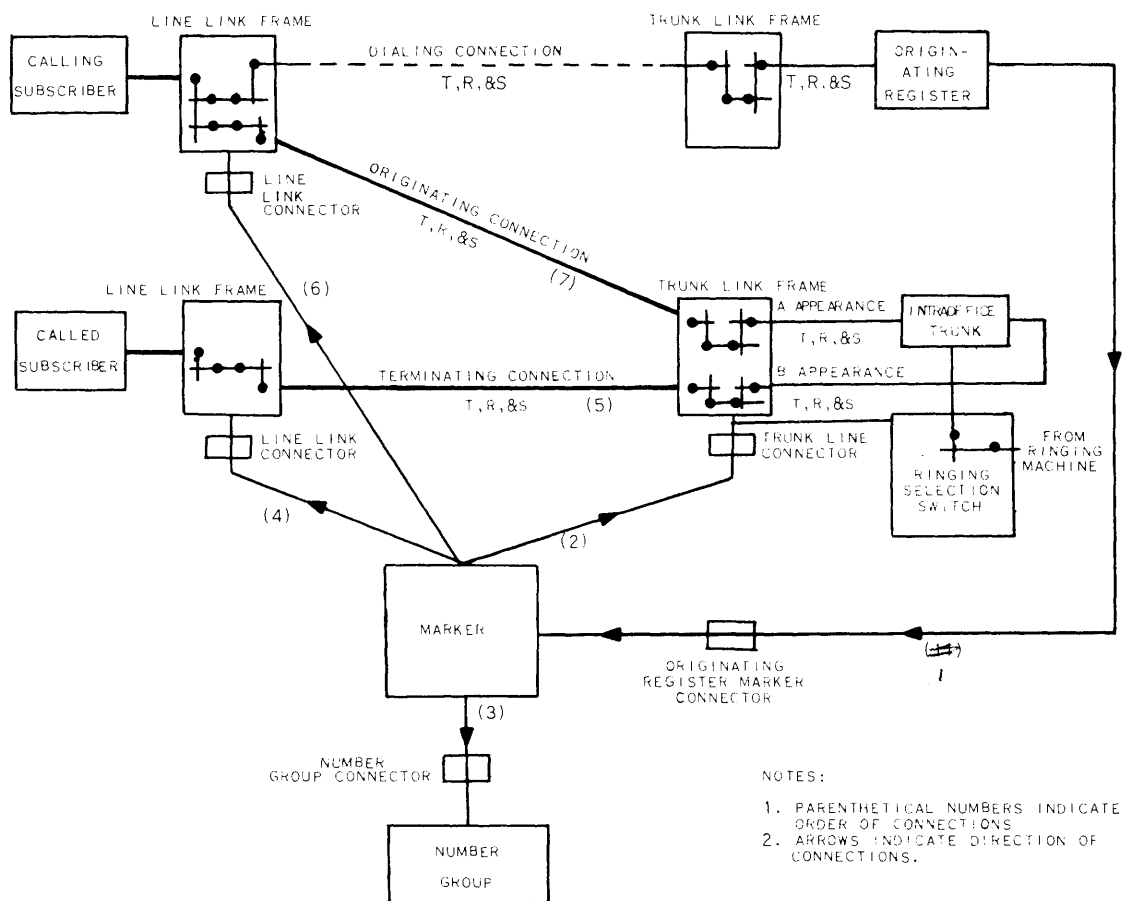 LINE LINK FRAME
TRUNK LINK FRAME
CALLING
SUBSCRIBER
DIALING CONNECTION
T,R,&S
T,R,&S
ORIGIN-
ATING
REGISTER
ORIGINATING CONNECTION
T,R,&S
(7)
LINE
LINK
CONNECTOR
(6)
LINE LINK FRAME
TRUNK LINK FRAME
CALLED
SUBSCRIBER
A APPEARANCE
T,R,&S
INTRAOFFICE
TRUNK
TERMINATING CONNECTION
T,R,&S
(5)
B APPEARANCE
T,R,&S
LINE LINK
CONNECTOR
TRUNK LINE
CONNECTOR
FROM
RINGING
MACHINE
RINGING
SELECTION
SWITCH
(4)
(2)
MARKER
ORIGINATING
REGISTER MARKER
CONNECTOR
1
(3)
NUMBER
GROUP CONNECTOR
NUMBER
GROUP
NOTES:
1. PARENTHETICAL NUMBERS INDICATE
ORDER OF CONNECTIONS
2. ARROWS INDICATE DIRECTION OF
CONNECTIONS.